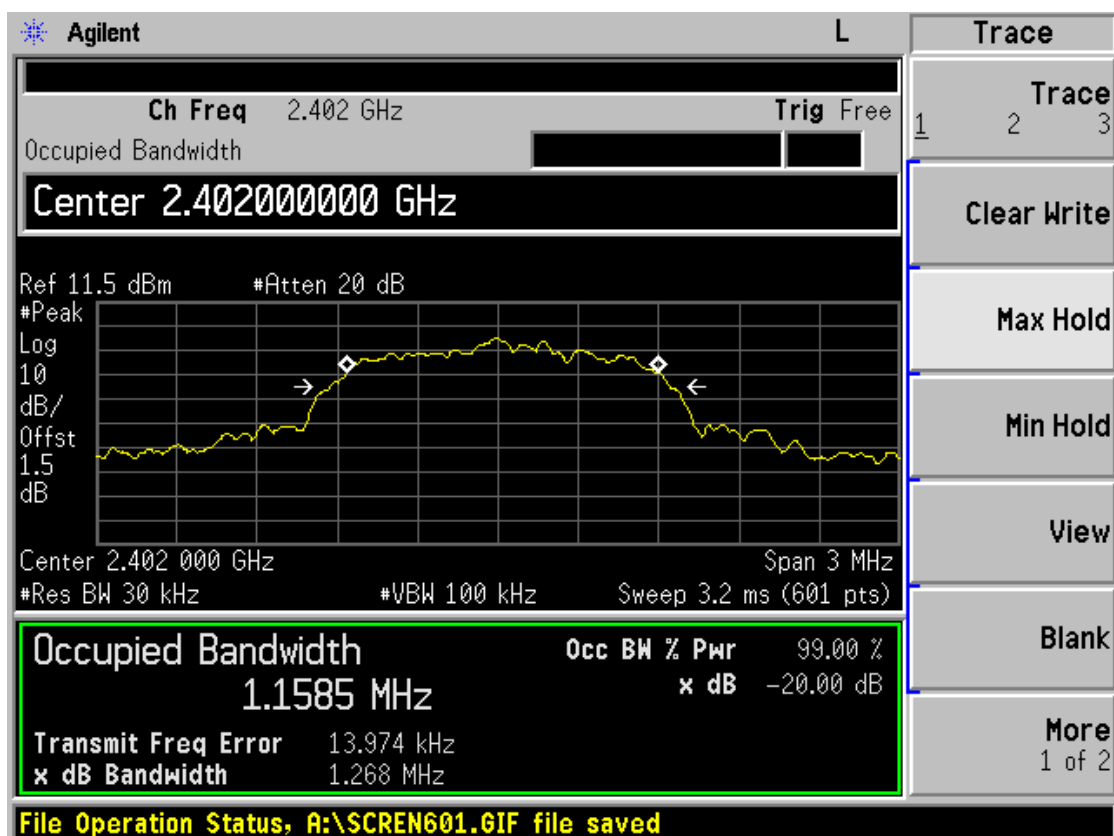 Agilent L Trace
Ch Freq 2.402 GHz Trig Free
Occupied Bandwidth
Center 2.402000000 GHz
Ref 11.5 dBm #Atten 20 dB
#Peak
Log
10
dB/
Offst
1.5
dB
Center 2.402 000 GHz Span 3 MHz
#Res BW 30 kHz #VBW 100 kHz Sweep 3.2 ms (601 pts)
Occupied Bandwidth Occ BW % Pwr 99.00 %
1.1585 MHz x dB -20.00 dB
Transmit Freq Error 13.974 kHz
x dB Bandwidth 1.268 MHz
File Operation Status, A:\SCREN601.GIF file saved
Trace
1 2 3
Clear Write
Max Hold
Min Hold
View
Blank
More
1 of 2